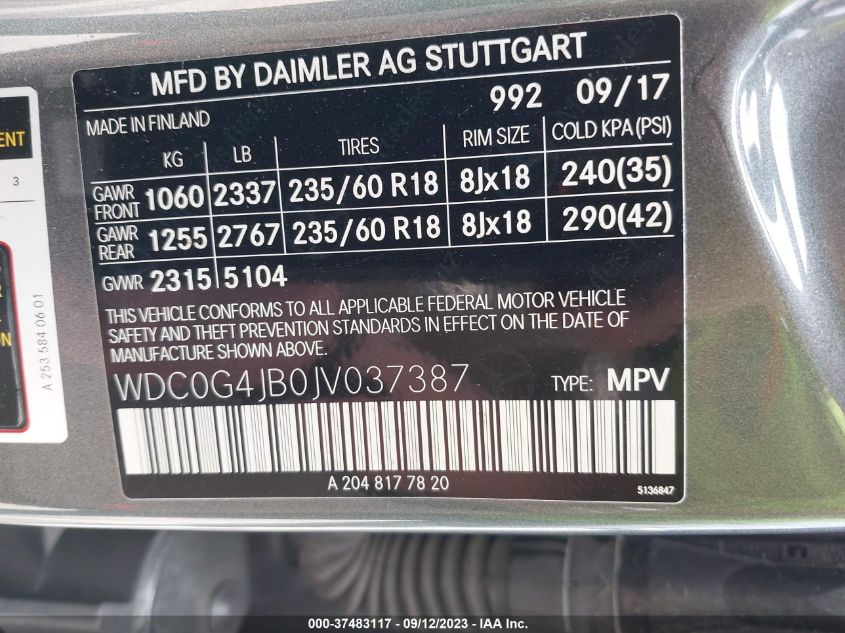 MFD BY DAIMLER AG STUTTGART
992 09/17
MADE IN FINLAND
KG LB TIRES RIM SIZE COLD KPA(PSI)
GAWR FRONT 1060 2337 235/60 R18 8Jx18 240(35)
GAWR REAR 1255 2767 235/60 R18 8Jx18 290(42)
GVWR 2315 5104
THIS VEHICLE CONFORMS TO ALL APPLICABLE FEDERAL MOTOR VEHICLE
SAFETY AND THEFT PREVENTION STANDARDS IN EFFECT ON THE DATE OF
MANUFACTURE SHOWN ABOVE.
WDC0G4JB0JV037387 TYPE: MPV
A 204 817 78 20
5136847
3
A 253 584 06 01
000-37483117 - 09/12/2023 - IAA, Inc.